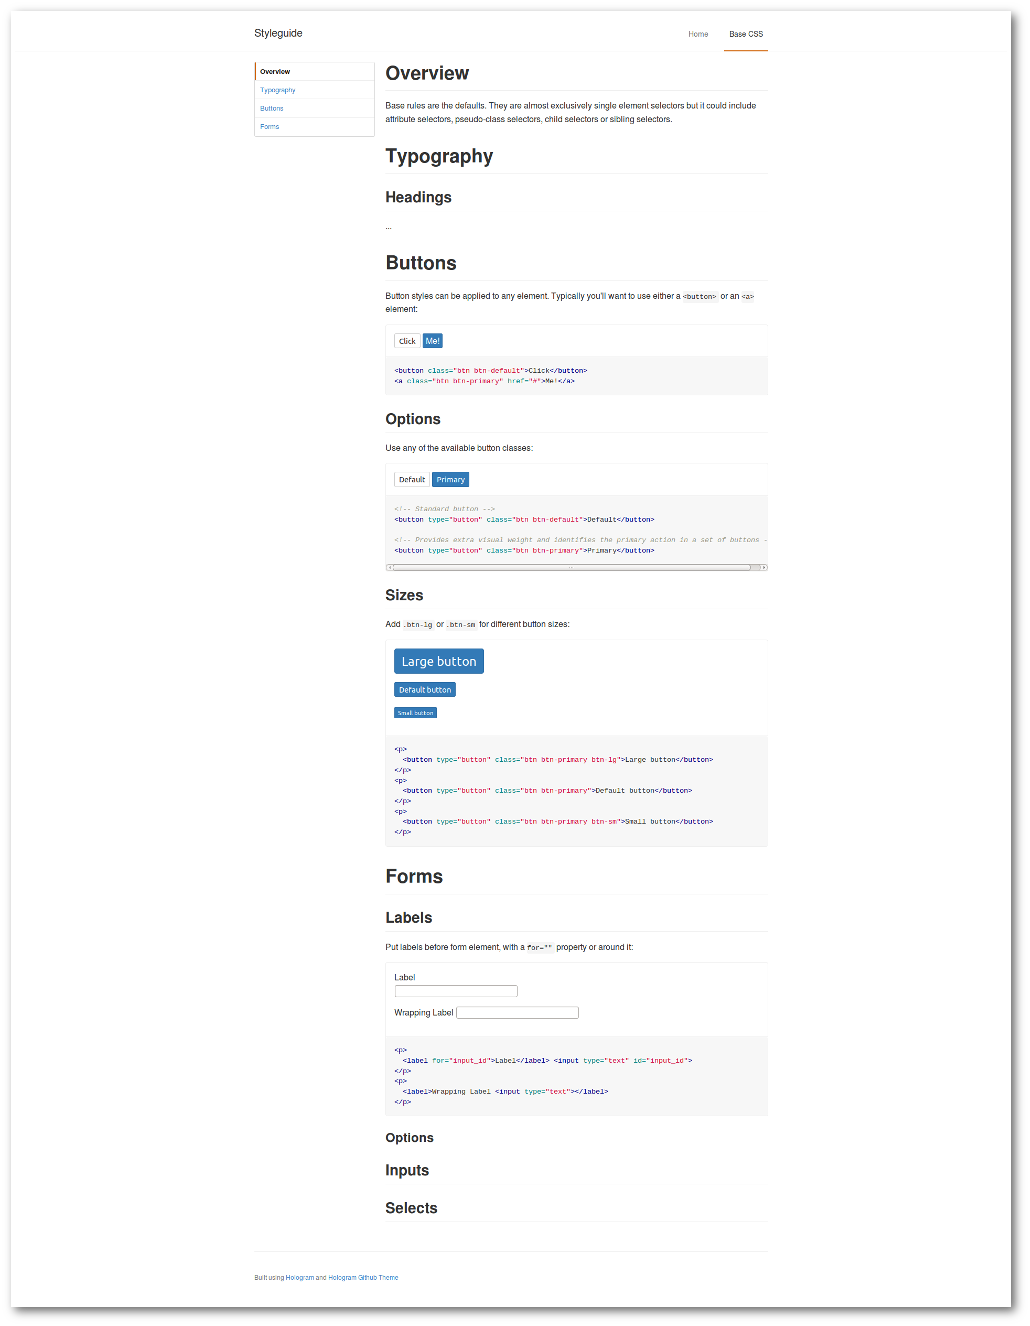 Styleguide
Home
Base CSS
Overview
Typography
Buttons
Forms
Overview
Base rules are the defaults. They are almost exclusively single element selectors but it could include
attribute selectors, pseudo-class selectors, child selectors or sibling selectors.
Typography
Headings
...
Buttons
Button styles can be applied to any element. Typically you'll want to use either a <button> or an <a>
element:
Click Me!
<button class="btn btn-default">Click</button>
<a class="btn btn-primary" href="#">Me!</a>
Options
Use any of the available button classes:
Default Primary
<!-- Standard button -->
<button type="button" class="btn btn-default">Default</button>
<!-- Provides extra visual weight and identifies the primary action in a set of buttons -
<button type="button" class="btn btn-primary">Primary</button>
Sizes
Add .btn-lg or .btn-sm for different button sizes:
Large button
Default button
Small button
<p>
<button type="button" class="btn btn-primary btn-lg">Large button</button>
</p>
<p>
<button type="button" class="btn btn-primary">Default button</button>
</p>
<p>
<button type="button" class="btn btn-primary btn-sm">Small button</button>
</p>
Forms
Labels
Put labels before form element, with a for="" property or around it:
Label
Wrapping Label
<p>
<label for="input_id">Label</label> <input type="text" id="input_id">
</p>
<p>
<label>Wrapping Label <input type="text"></label>
</p>
Options
Inputs
Selects
Built using Hologram and Hologram Github Theme